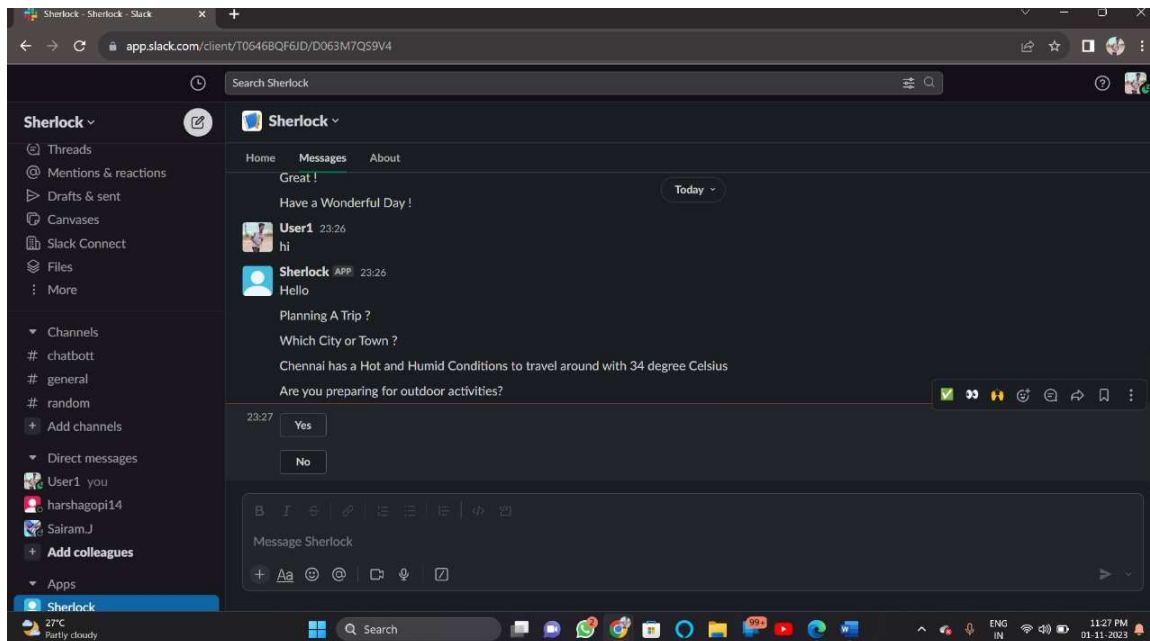 Sherlock - Sherlock - Slack
app.slack.com/client/T0646BQF6JD/D063M7QS9V4
Search Sherlock
Sherlock
Threads
Mentions & reactions
Drafts & sent
Canvases
Slack Connect
Files
More
Channels
# chatbott
# general
# random
+ Add channels
Direct messages
User1 you
harshagopi14
Sairam.J
+ Add colleagues
Apps
Sherlock
Sherlock
Home Messages About
Today
Great !
Have a Wonderful Day !
User1 23:26
hi
Sherlock APP 23:26
Hello
Planning A Trip ?
Which City or Town ?
Chennai has a Hot and Humid Conditions to travel around with 34 degree Celsius
Are you preparing for outdoor activities?
23:27 Yes
No
B I S
Message Sherlock
+ Aa @
27°C
Partly cloudy
Search
2
99+
W
ENG
IN
11:27 PM
01-11-2023